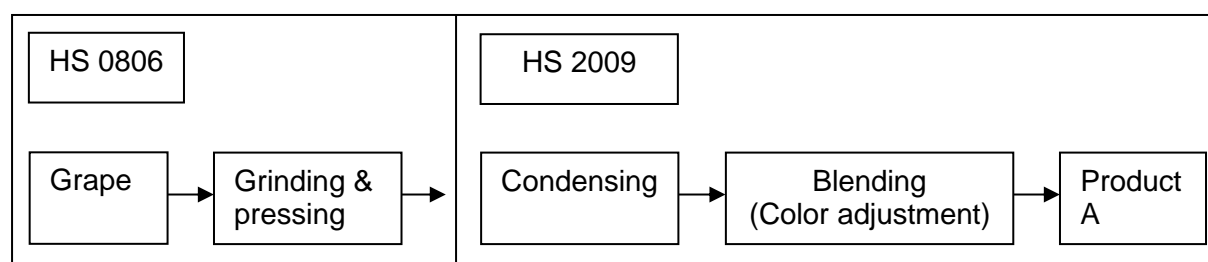 HS 0806
HS 2009
Grape
Grinding &
pressing
Condensing
Blending
(Color adjustment)
Product
A